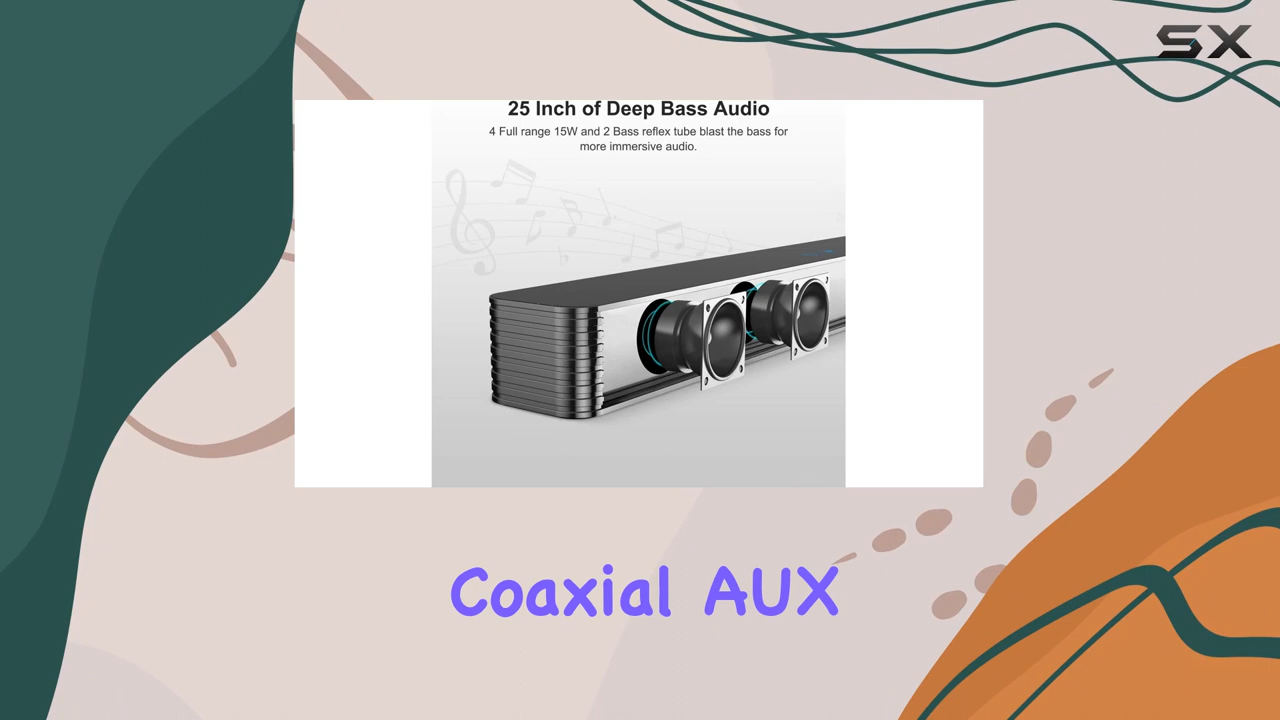 SX
25 Inch of Deep Bass Audio
4 Full range 15W and 2 Bass reflex tube blast the bass for
more immersive audio.
Coaxial AUX